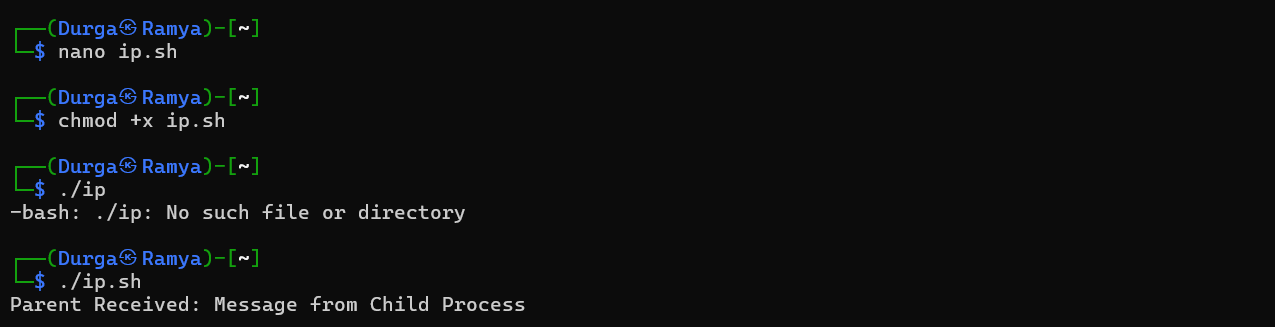 ┌──(Durga㉿Ramya)-[~]
└─$ nano ip.sh
┌──(Durga㉿Ramya)-[~]
└─$ chmod +x ip.sh
┌──(Durga㉿Ramya)-[~]
└─$ ./ip
-bash: ./ip: No such file or directory
┌──(Durga㉿Ramya)-[~]
└─$ ./ip.sh
Parent Received: Message from Child Process